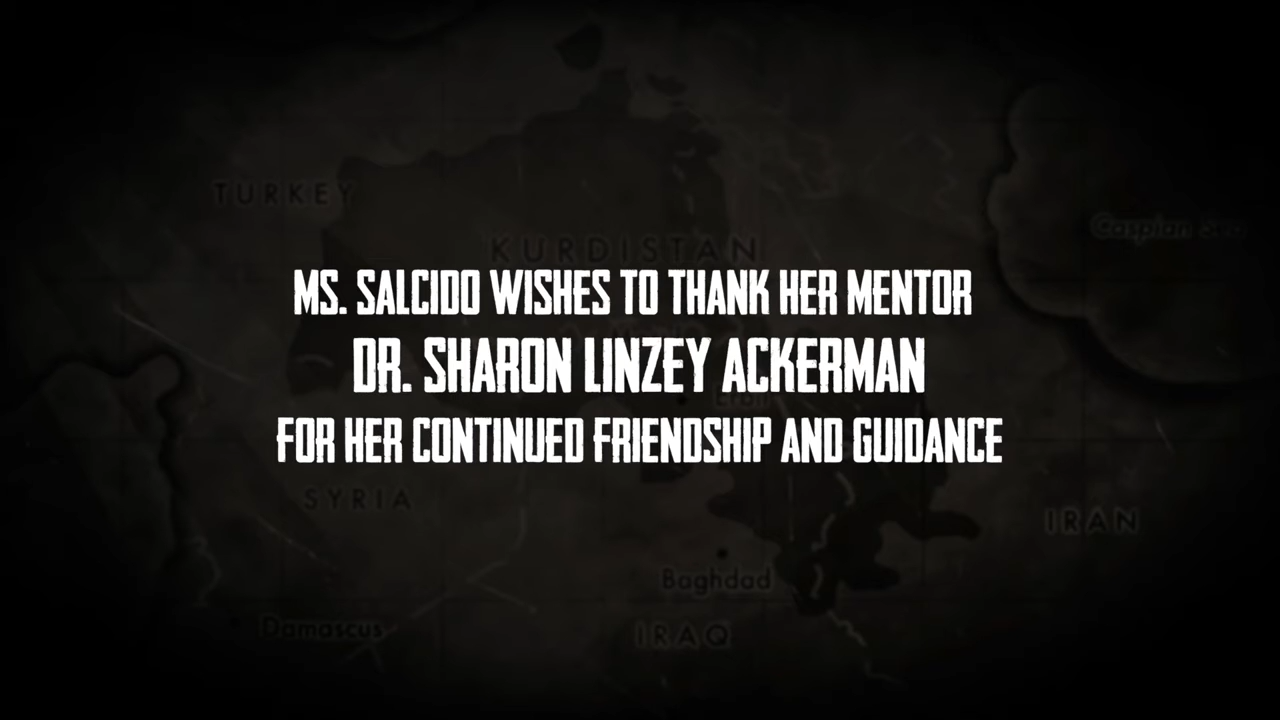 TURKEY
Caspian Sea
KURDISTAN
MS. SALCIDO WISHES TO THANK HER MENTOR
DR. SHARON LINZEY ACKERMAN
Erbil
FOR HER CONTINUED FRIENDSHIP AND GUIDANCE
SYRIA
IRAN
Baghdad
Damascus
IRAQ